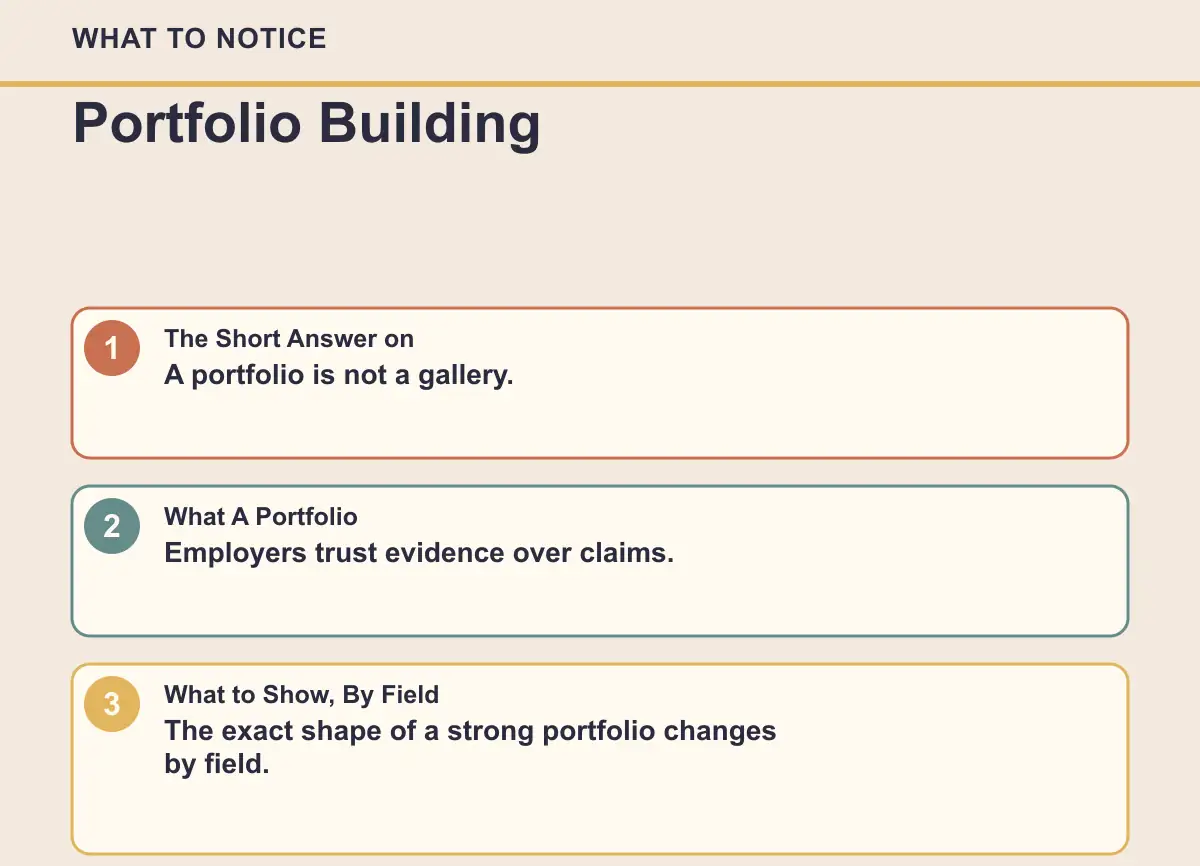 WHAT TO NOTICE
Portfolio Building
1
The Short Answer on
A portfolio is not a gallery.
2
What A Portfolio
Employers trust evidence over claims.
3
What to Show, By Field
The exact shape of a strong portfolio changes
by field.